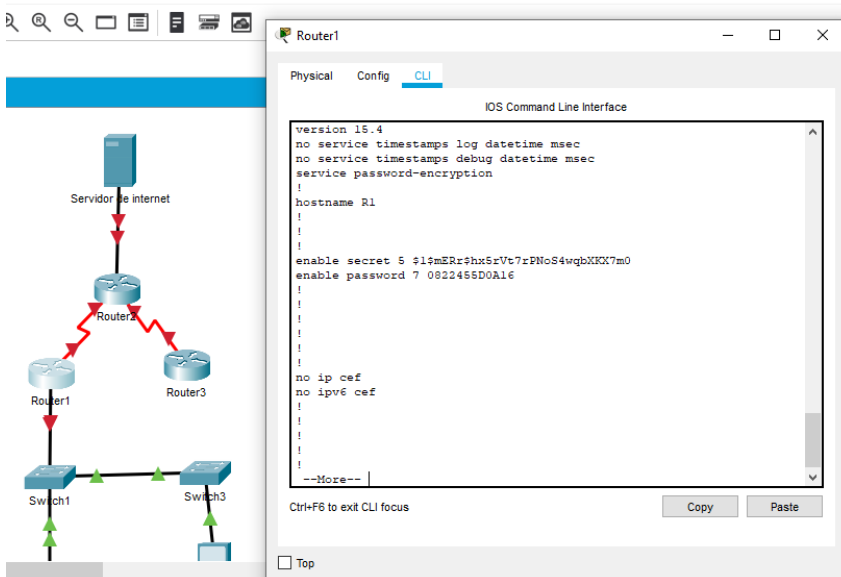 Router1
Physical Config CLI
IOS Command Line Interface
version 15.4
no service timestamps log datetime msec
no service timestamps debug datetime msec
service password-encryption
!
hostname R1
!
!
!
enable secret 5 $1$mERr$hx5rVt7rPNoS4wqbXKX7m0
enable password 7 0822455D0A16
!
!
!
!
!
!
no ip cef
no ipv6 cef
!
!
!
!
!
--More--
Ctrl+F6 to exit CLI focus
Copy
Paste
Top
Servidor de internet
Router2
Router1
Router3
Switch1
Switch3